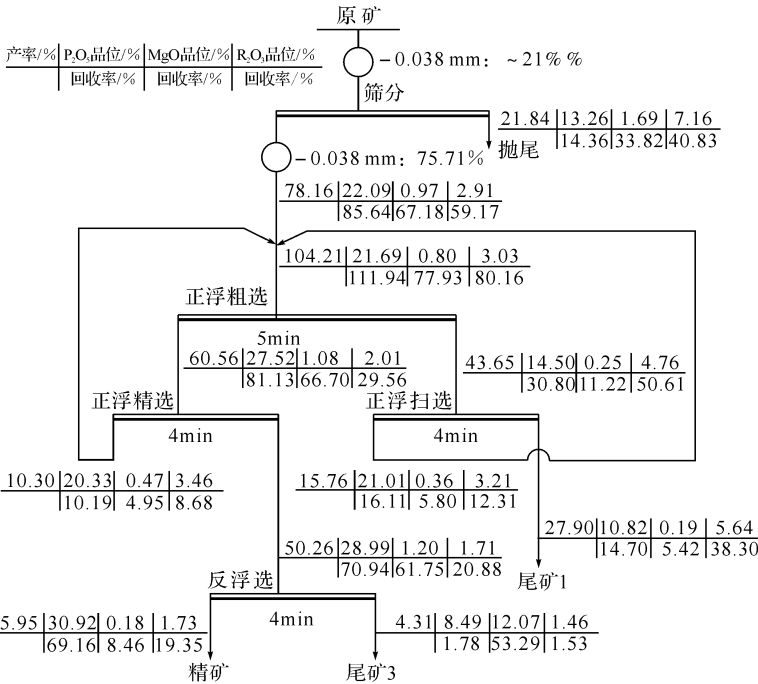 原矿
产率/% P₂O₅品位/% MgO品位/% R₂O₃品位/%
回收率/% 回收率/% 回收率/%
-0.038 mm: ~21%%
筛分
21.84 13.26 1.69 7.16
14.36 33.82 40.83
抛尾
-0.038 mm: 75.71%
78.16 22.09 0.97 2.91
85.64 67.18 59.17
104.21 21.69 0.80 3.03
111.94 77.93 80.16
正浮粗选
5min
60.56 27.52 1.08 2.01
81.13 66.70 29.56
43.65 14.50 0.25 4.76
30.80 11.22 50.61
正浮精选
4min
正浮扫选
4min
10.30 20.33 0.47 3.46
10.19 4.95 8.68
15.76 21.01 0.36 3.21
16.11 5.80 12.31
27.90 10.82 0.19 5.64
14.70 5.42 38.30
尾矿1
50.26 28.99 1.20 1.71
70.94 61.75 20.88
反浮选
4min
5.95 30.92 0.18 1.73
69.16 8.46 19.35
精矿
4.31 8.49 12.07 1.46
1.78 53.29 1.53
尾矿3